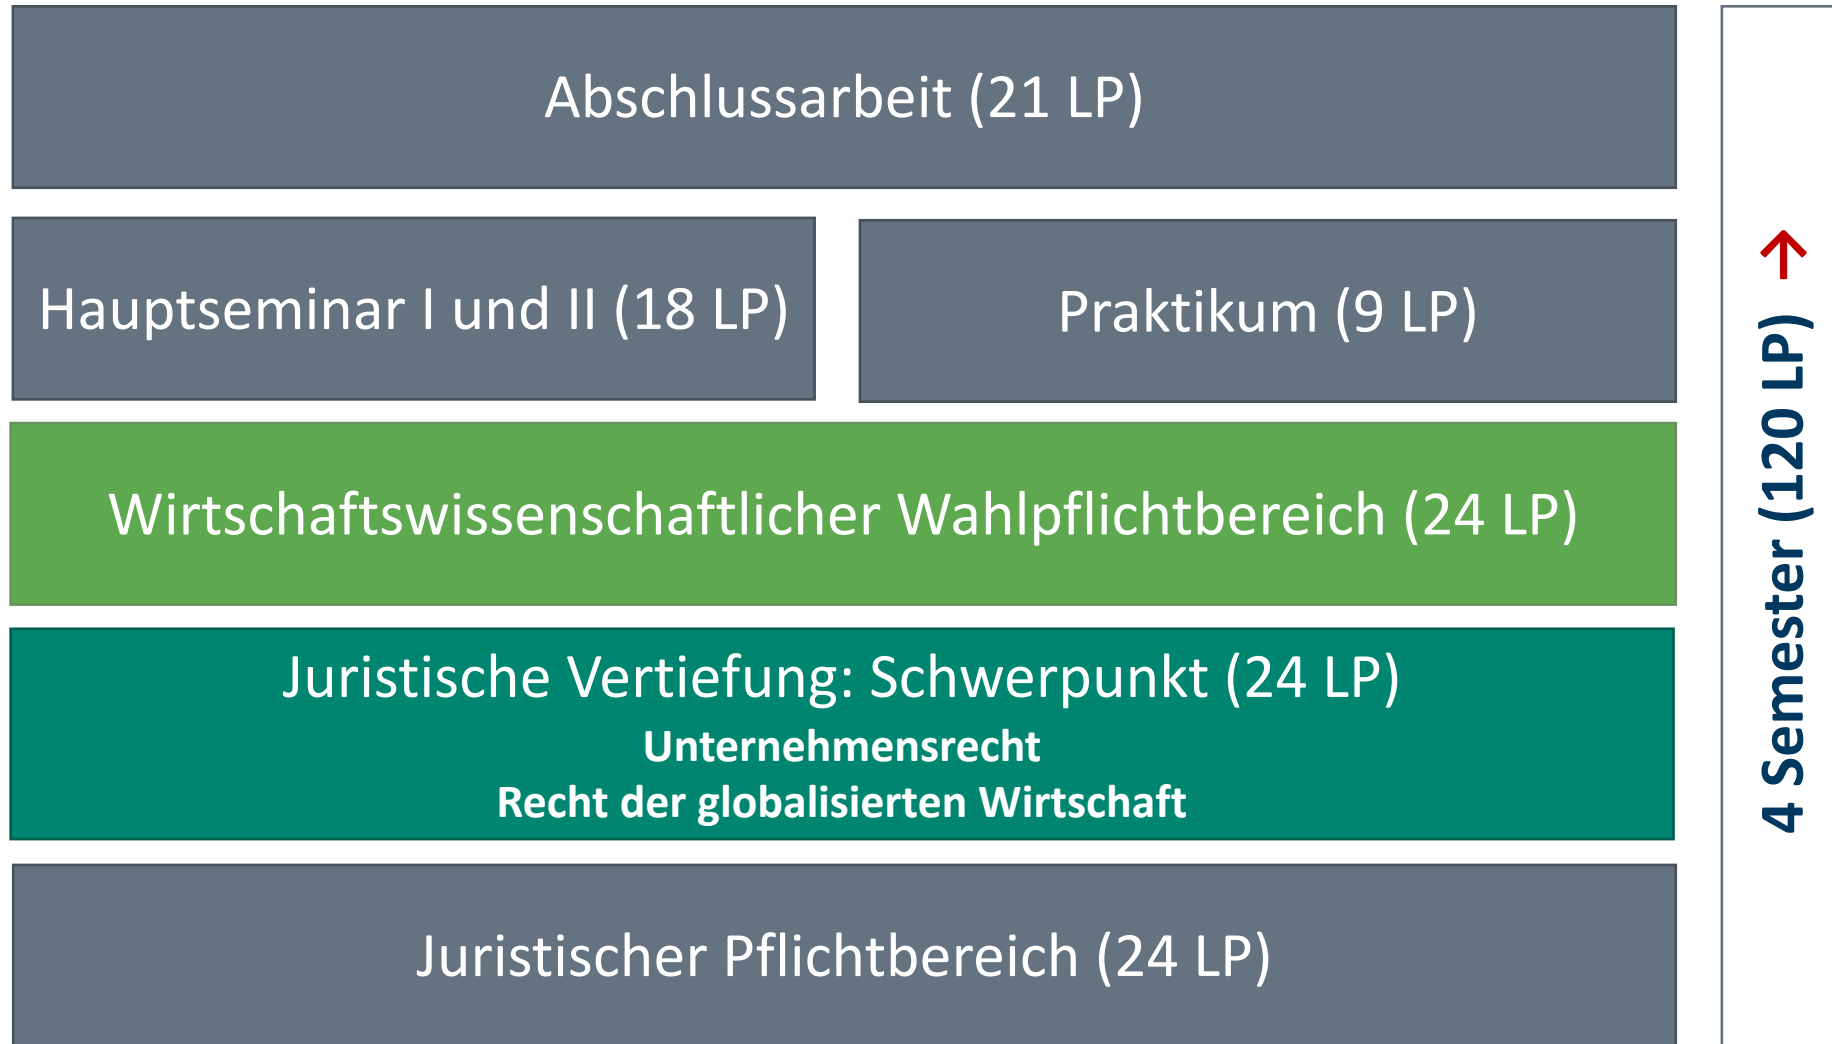 Abschlussarbeit (21 LP)
Hauptseminar I und II (18 LP)
Praktikum (9 LP)
Wirtschaftswissenschaftlicher Wahlpflichtbereich (24 LP)
Juristische Vertiefung: Schwerpunkt (24 LP)
Unternehmensrecht
Recht der globalisierten Wirtschaft
Juristischer Pflichtbereich (24 LP)
4 Semester (120 LP) →